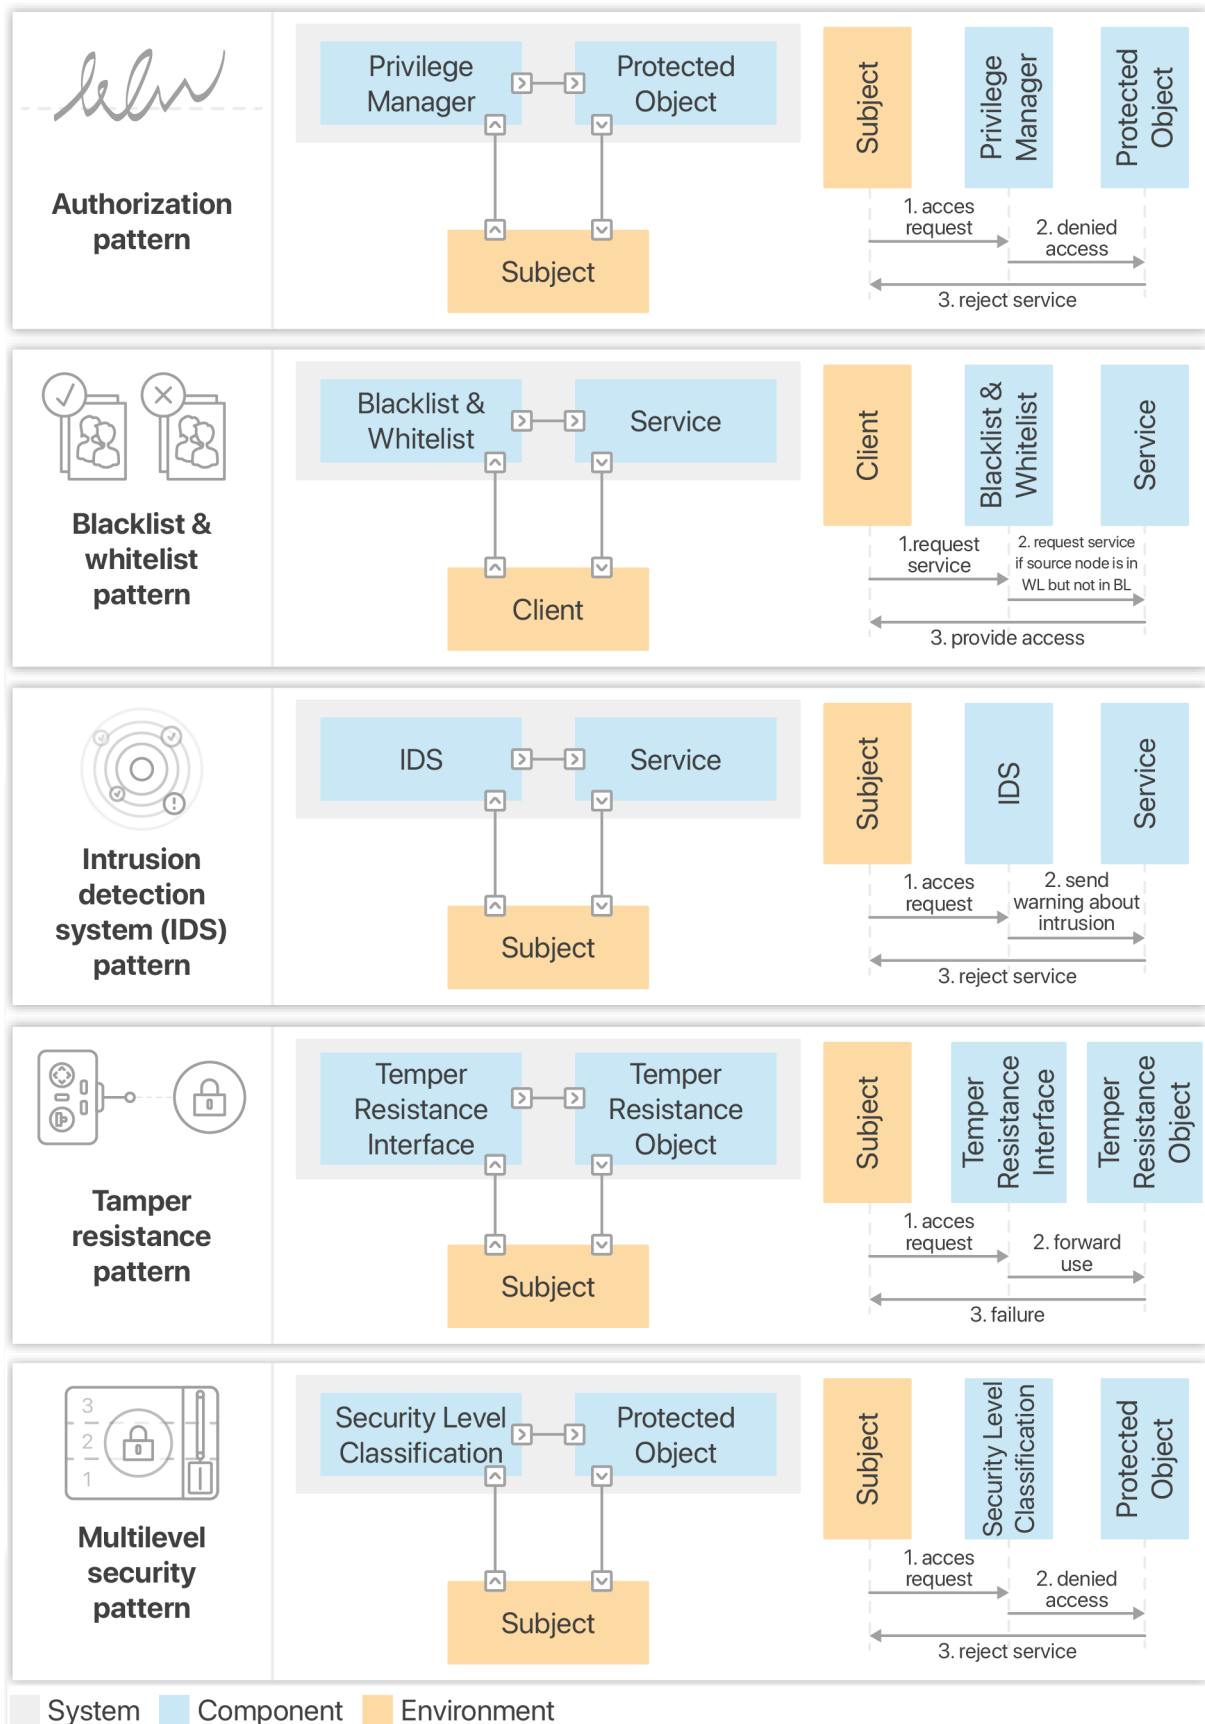 Authorization
pattern
Privilege
Manager
Protected
Object
Subject
Subject
Privilege
Manager
Protected
Object
1. acces
request
2. denied
access
3. reject service
Blacklist &
whitelist
pattern
Blacklist &
Whitelist
Service
Client
Client
Blacklist &
Whitelist
Service
1.request
service
2. request service
if source node is in
WL but not in BL
3. provide access
Intrusion
detection
system (IDS)
pattern
IDS
Service
Subject
Subject
IDS
Service
1. acces
request
2. send
warning about
intrusion
3. reject service
Tamper
resistance
pattern
Temper
Resistance
Interface
Temper
Resistance
Object
Subject
Subject
Temper
Resistance
Interface
Temper
Resistance
Object
1. acces
request
2. forward
use
3. failure
3
2
1
Multilevel
security
pattern
Security Level
Classification
Protected
Object
Subject
Subject
Security Level
Classification
Protected
Object
1. acces
request
2. denied
access
3. reject service
System
Component
Environment